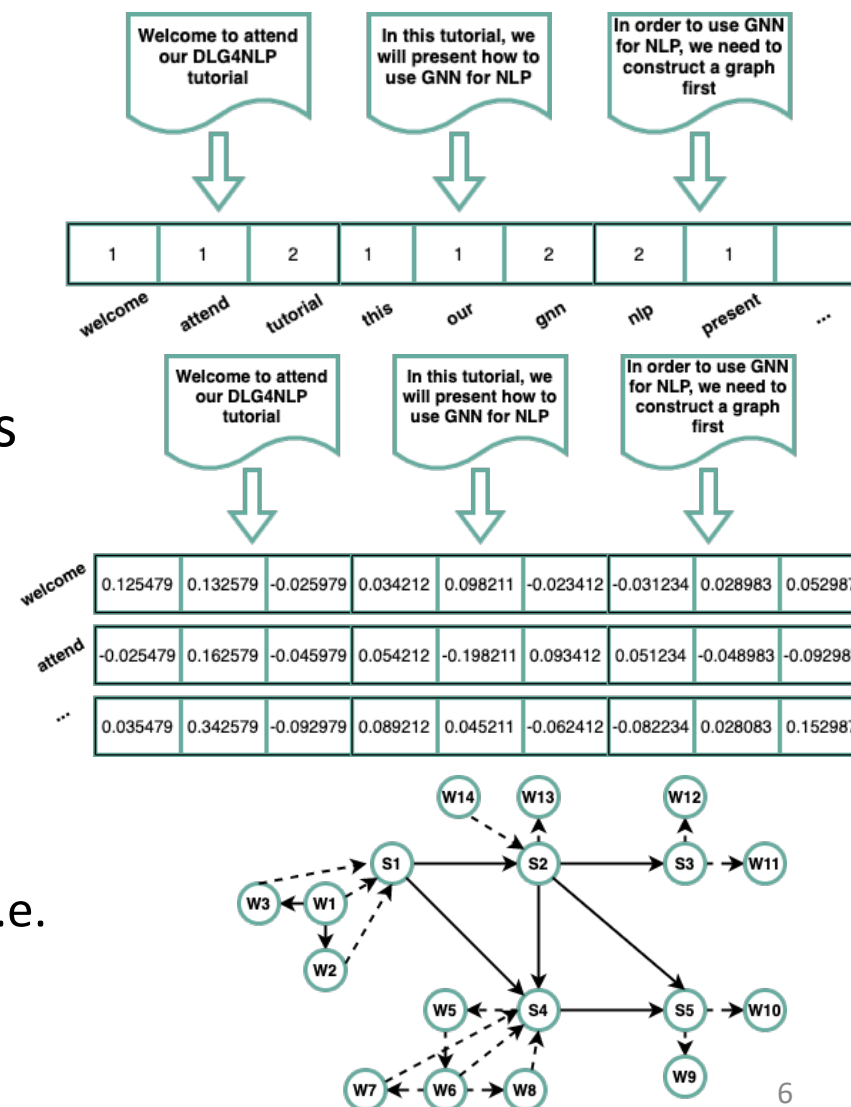 Welcome to attend
our DLG4NLP
tutorial
In this tutorial, we
will present how to
use GNN for NLP
In order to use GNN
for NLP, we need to
construct a graph
first
1 1 2 1 1 2 2 1
welcome attend tutorial this our gnn nlp present ...
s
Welcome to attend
our DLG4NLP
tutorial
In this tutorial, we
will present how to
use GNN for NLP
In order to use GNN
for NLP, we need to
construct a graph
first
welcome 0.125479 0.132579 -0.025979 0.034212 0.098211 -0.023412 -0.031234 0.028983 0.052987
attend -0.025479 0.162579 -0.045979 0.054212 -0.198211 0.093412 0.051234 -0.048983 -0.09298
... 0.035479 0.342579 -0.092979 0.089212 0.045211 -0.062412 -0.082234 0.028083 0.152987
W14 W13 W12
S1 S2 S3 W11
.e.
W3 W1
W2
W5 S4 S5 W10
W7 W6 W8 W9
6